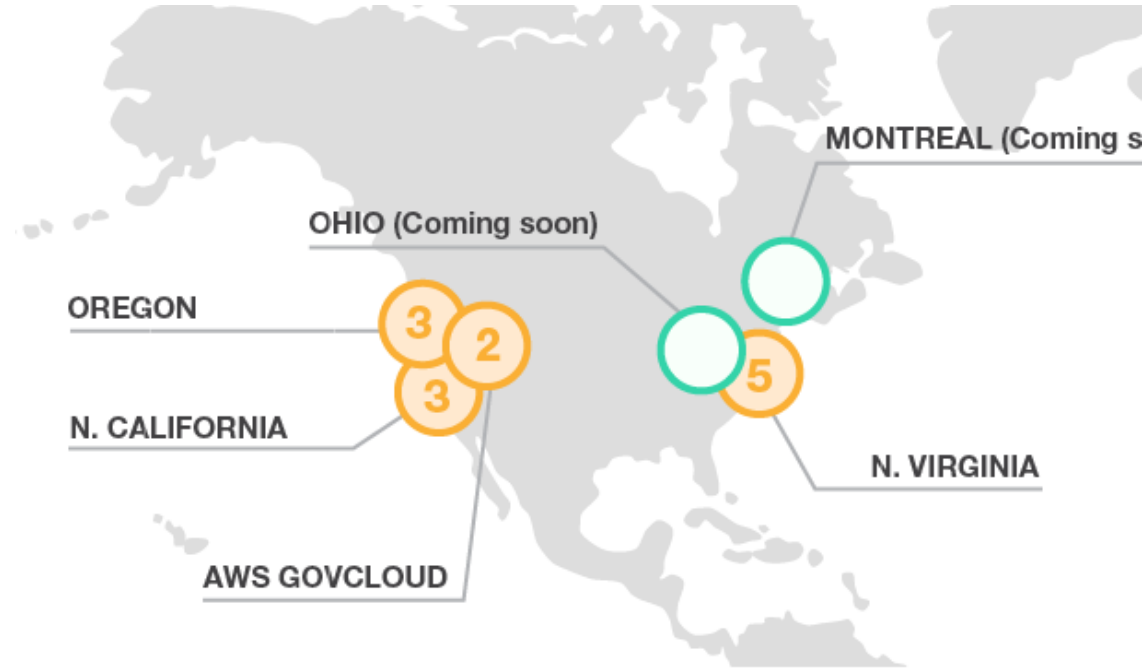 MONTREAL (Coming s
OHIO (Coming soon)
OREGON
3
2
3
5
N. CALIFORNIA
N. VIRGINIA
AWS GOVCLOUD